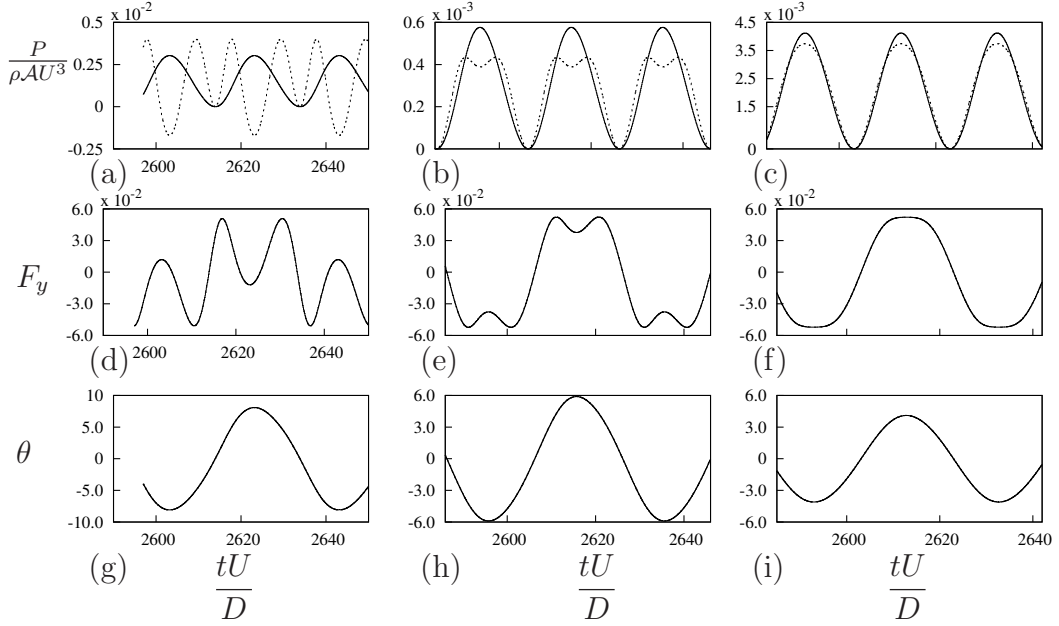 x 10⁻² x 10⁻³ x 10⁻³
P/ρ𝒜U³
0.5 0.25 0 -0.25
2600 2620 2640
0.6 0.4 0.2 0
4.5 3.5 2.5 1.5 0
(a) (b) (c)
x 10⁻² x 10⁻² x 10⁻²
F_y
6.0 3.0 0 -3.0 -6.0
2600 2620 2640
6.0 3.0 0 -3.0 -6.0
6.0 3.0 0 -3.0 -6.0
(d) (e) (f)
θ
10 5.0 0 -5.0 -10.0
2600 2620 2640
6.0 3.0 0 -3.0 -6.0
2600 2620 2640
6.0 3.0 0 -3.0 -6.0
2600 2620 2640
(g) (h) (i)
tU/D tU/D tU/D